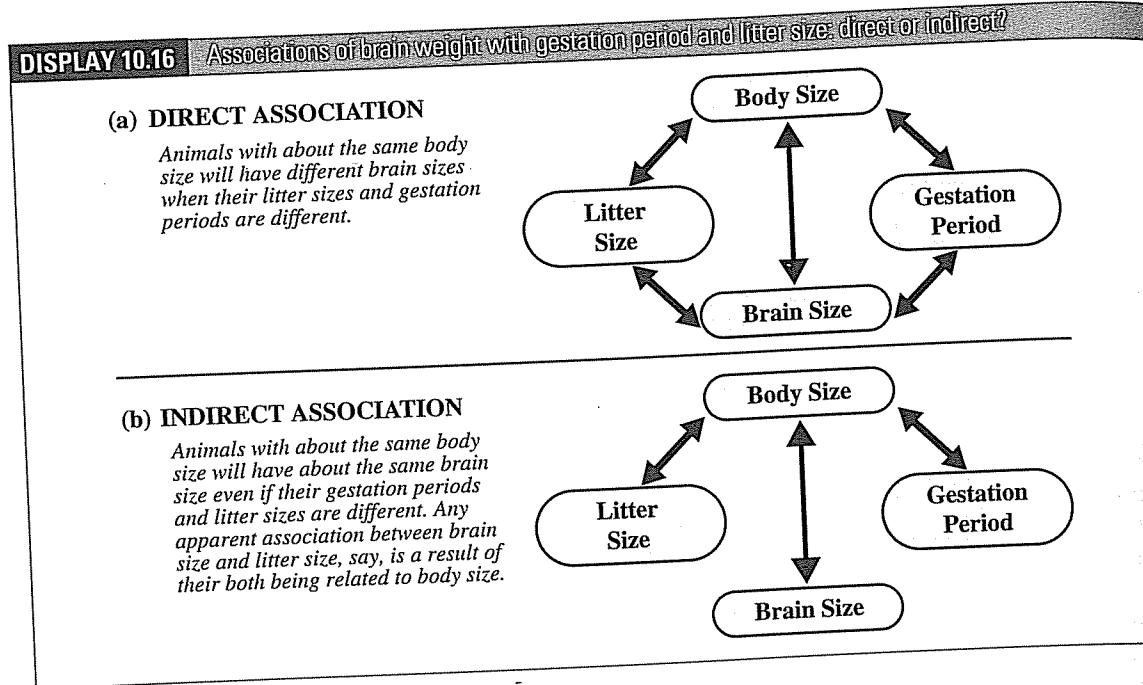 DISPLAY 10.16 Associations of brain weight with gestation period and litter size: direct or indirect?
(a) DIRECT ASSOCIATION
Animals with about the same body
size will have different brain sizes
when their litter sizes and gestation
periods are different.
Body Size
Litter
Size
Gestation
Period
Brain Size
(b) INDIRECT ASSOCIATION
Animals with about the same body
size will have about the same brain
size even if their gestation periods
and litter sizes are different. Any
apparent association between brain
size and litter size, say, is a result of
their both being related to body size.
Body Size
Litter
Size
Gestation
Period
Brain Size